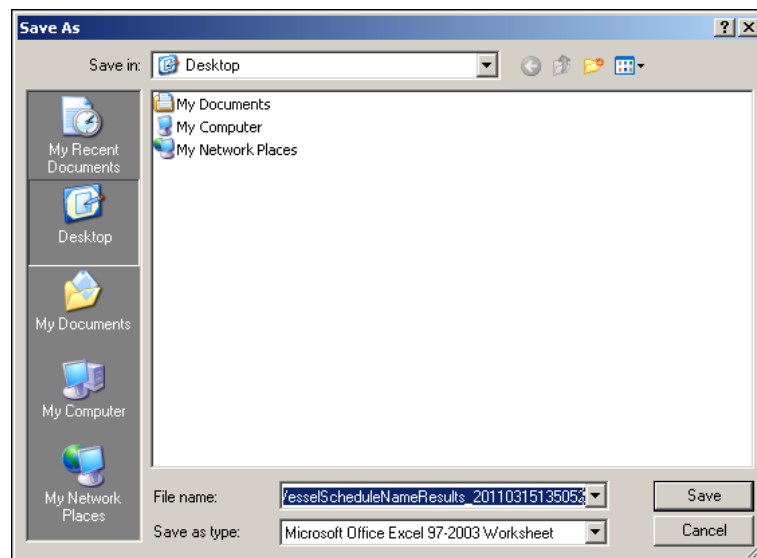 Save As
Save in: Desktop
My Documents
My Computer
My Network Places
My Recent
Documents
Desktop
My Documents
My Computer
My Network
Places
File name: VesselScheduleNameResults_20110315135052
Save
Save as type: Microsoft Office Excel 97-2003 Worksheet
Cancel